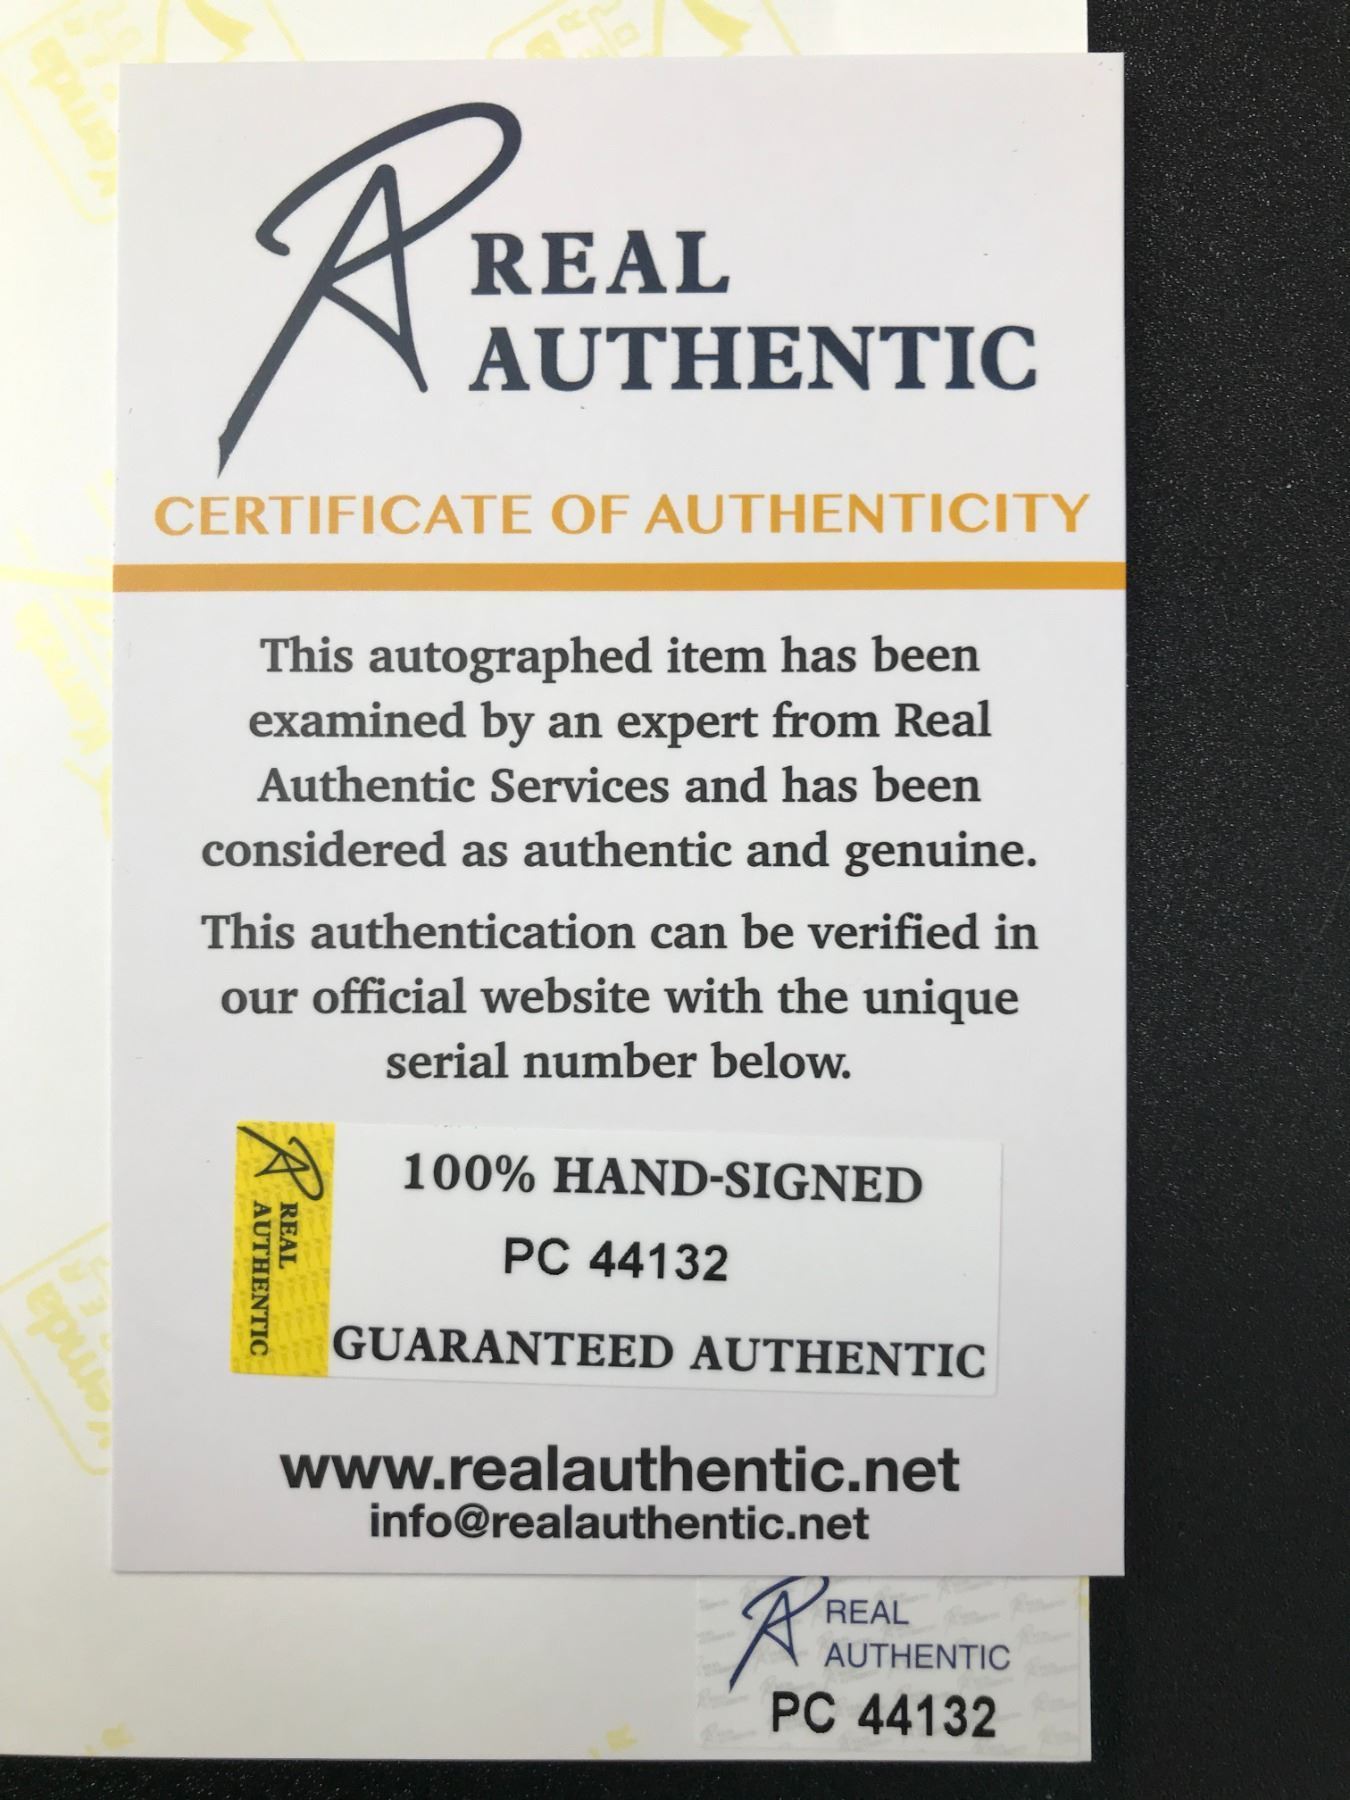 REAL
AUTHENTIC
CERTIFICATE OF AUTHENTICITY
This autographed item has been
examined by an expert from Real
Authentic Services and has been
considered as authentic and genuine.
This authentication can be verified in
our official website with the unique
serial number below.
REAL
AUTHENTIC
100% HAND-SIGNED
PC 44132
GUARANTEED AUTHENTIC
www.realauthentic.net
info@realauthentic.net
REAL
AUTHENTIC
PC 44132